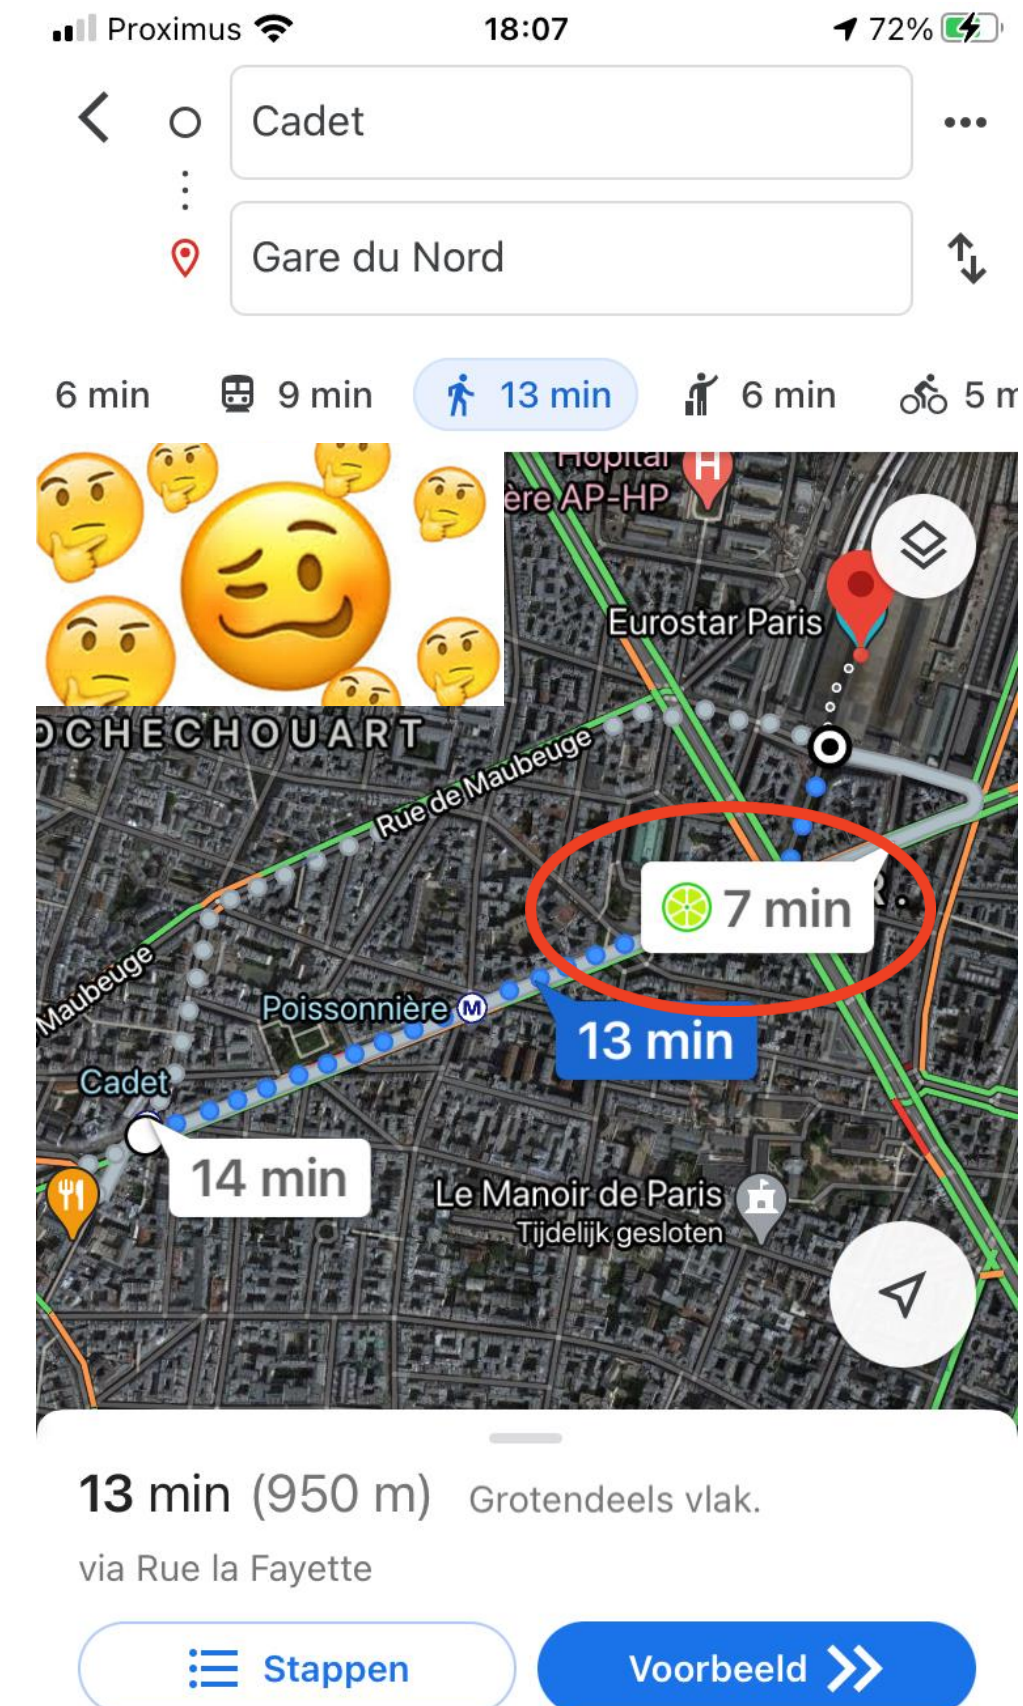 Proximus 18:07 72%
Cadet
Gare du Nord
6 min 9 min 13 min 6 min 5 m
Hôpital
ère AP-HP
Eurostar Paris
OCHECHOUART
Rue de Maubeuge
7 min
R.
Maubeuge
Poissonnière M
13 min
Cadet
14 min
Le Manoir de Paris
Tijdelijk gesloten
13 min (950 m) Grotendeels vlak.
via Rue la Fayette
Stappen Voorbeeld